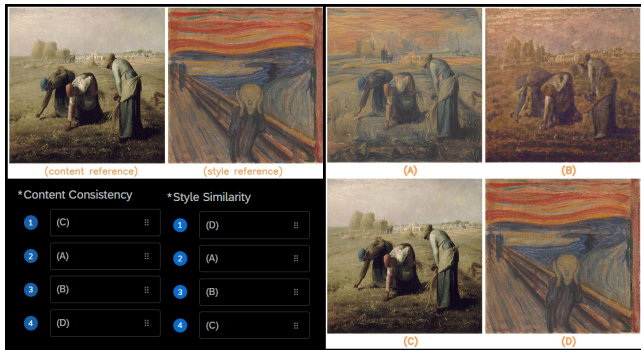 (content reference)
(style reference)
(A)
(B)
*Content Consistency
*Style Similarity
1
(C)
1
(D)
2
(A)
2
(A)
3
(B)
3
(B)
4
(D)
4
(C)
(C)
(D)